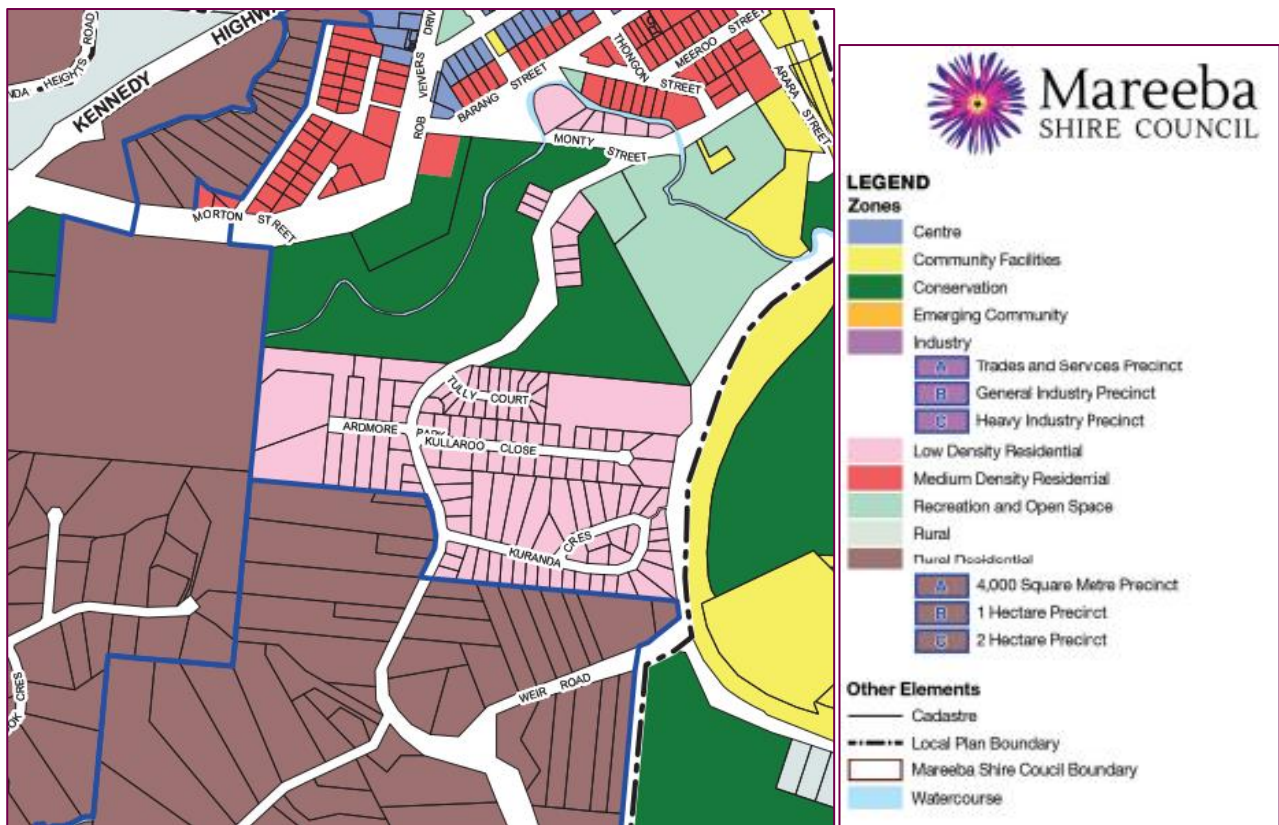 NDA HEIGHTS ROAD
KENNEDY HIGHW
ROB VEIVERS DRIV
BARANG STREET
THONGON STREET
MEEROO STREET
ARARA STREET
MONTY STREET
MORTON STREET
TULLY COURT
ARDMORE
KULLAROO CLOSE
KURANDA CRES
WEIR ROAD
OK CRES
Mareeba
SHIRE COUNCIL
LEGEND
Zones
Centre
Community Facilities
Conservation
Emerging Community
Industry
A Trades and Services Precinct
B General Industry Precinct
C Heavy Industry Precinct
Low Density Residential
Medium Density Residential
Recreation and Open Space
Rural
Rural Residential
A 4,000 Square Metre Precinct
B 1 Hectare Precinct
C 2 Hectare Precinct
Other Elements
Cadastre
Local Plan Boundary
Mareeba Shire Coucil Boundary
Watercourse